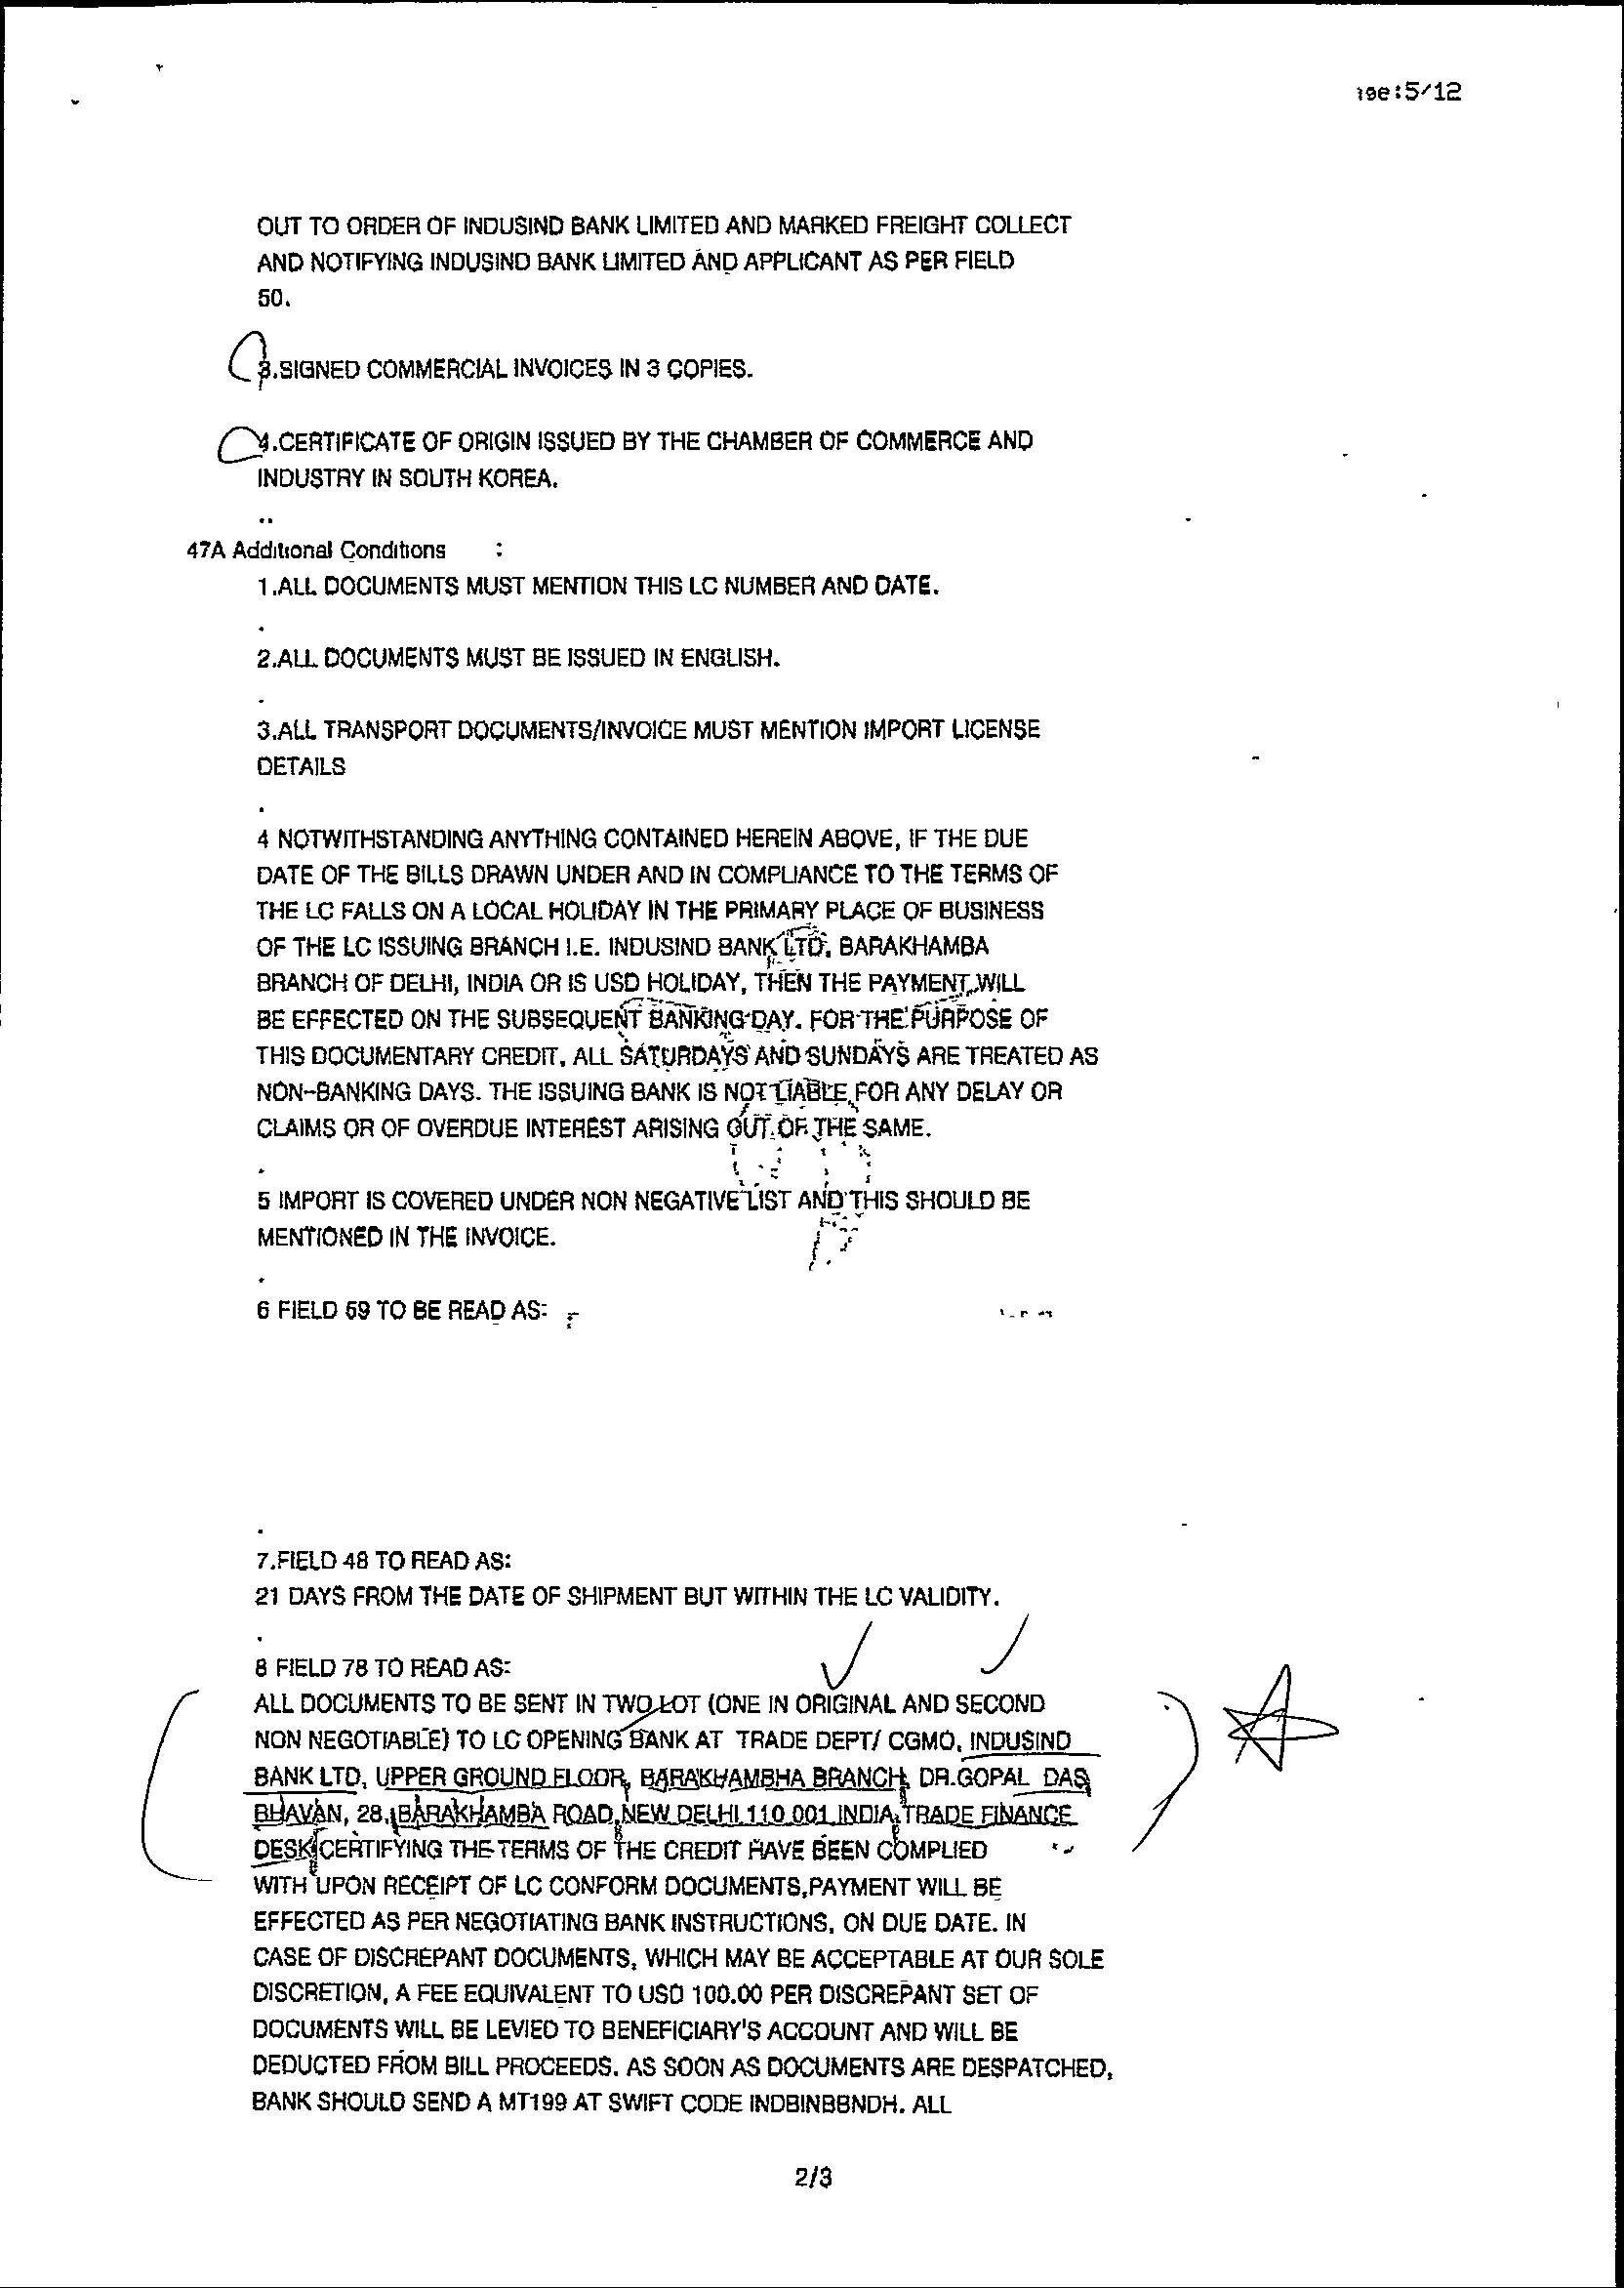 age:5/12
OUT TO ORDER OF INDUSIND BANK LIMITED AND MARKED FREIGHT COLLECT
AND NOTIFYING INDUSIND BANK LIMITED AND APPLICANT AS PER FIELD
50.
3.SIGNED COMMERCIAL INVOICES IN 3 COPIES.
4.CERTIFICATE OF ORIGIN ISSUED BY THE CHAMBER OF COMMERCE AND
INDUSTRY IN SOUTH KOREA.
..
47A Additional Conditions :
1.ALL DOCUMENTS MUST MENTION THIS LC NUMBER AND DATE.
.
2.ALL DOCUMENTS MUST BE ISSUED IN ENGLISH.
.
3.ALL TRANSPORT DOCUMENTS/INVOICE MUST MENTION IMPORT LICENSE
DETAILS
.
4 NOTWITHSTANDING ANYTHING CONTAINED HEREIN ABOVE, IF THE DUE
DATE OF THE BILLS DRAWN UNDER AND IN COMPLIANCE TO THE TERMS OF
THE LC FALLS ON A LOCAL HOLIDAY IN THE PRIMARY PLACE OF BUSINESS
OF THE LC ISSUING BRANCH I.E. INDUSIND BANK LTD. BARAKHAMBA
BRANCH OF DELHI, INDIA OR IS USD HOLIDAY, THEN THE PAYMENT WILL
BE EFFECTED ON THE SUBSEQUENT BANKING DAY. FOR THE PURPOSE OF
THIS DOCUMENTARY CREDIT, ALL SATURDAYS AND SUNDAYS ARE TREATED AS
NON-BANKING DAYS. THE ISSUING BANK IS NOT LIABLE FOR ANY DELAY OR
CLAIMS OR OF OVERDUE INTEREST ARISING OUT OF THE SAME.
.
5 IMPORT IS COVERED UNDER NON NEGATIVE LIST AND THIS SHOULD BE
MENTIONED IN THE INVOICE.
.
6 FIELD 59 TO BE READ AS:
.
7.FIELD 48 TO READ AS:
21 DAYS FROM THE DATE OF SHIPMENT BUT WITHIN THE LC VALIDITY.
.
8 FIELD 78 TO READ AS:
ALL DOCUMENTS TO BE SENT IN TWO LOT (ONE IN ORIGINAL AND SECOND
NON NEGOTIABLE) TO LC OPENING BANK AT TRADE DEPT/ CGMO, INDUSIND
BANK LTD, UPPER GROUND FLOOR, BARAKHAMBHA BRANCH, DR.GOPAL DAS
BHAVAN, 28, BARAKHAMBA ROAD, NEW DELHI.110 001.INDIA, TRADE FINANCE
DESK CERTIFYING THE TERMS OF THE CREDIT HAVE BEEN COMPLIED
WITH UPON RECEIPT OF LC CONFORM DOCUMENTS,PAYMENT WILL BE
EFFECTED AS PER NEGOTIATING BANK INSTRUCTIONS, ON DUE DATE. IN
CASE OF DISCREPANT DOCUMENTS, WHICH MAY BE ACCEPTABLE AT OUR SOLE
DISCRETION, A FEE EQUIVALENT TO USD 100.00 PER DISCREPANT SET OF
DOCUMENTS WILL BE LEVIED TO BENEFICIARY'S ACCOUNT AND WILL BE
DEDUCTED FROM BILL PROCEEDS. AS SOON AS DOCUMENTS ARE DESPATCHED,
BANK SHOULD SEND A MT199 AT SWIFT CODE INDBINBBNDH. ALL
2/3